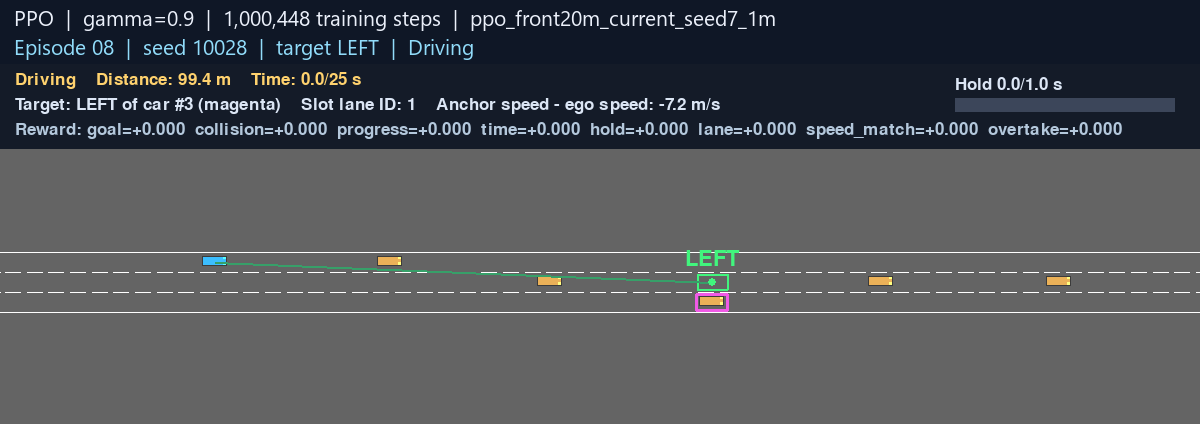 PPO | gamma=0.9 | 1,000,448 training steps | ppo_front20m_current_seed7_1m
Episode 08 | seed 10028 | target LEFT | Driving
Driving Distance: 99.4 m Time: 0.0/25 s
Target: LEFT of car #3 (magenta) Slot lane ID: 1 Anchor speed - ego speed: -7.2 m/s
Hold 0.0/1.0 s
Reward: goal=+0.000 collision=+0.000 progress=+0.000 time=+0.000 hold=+0.000 lane=+0.000 speed_match=+0.000 overtake=+0.000
LEFT